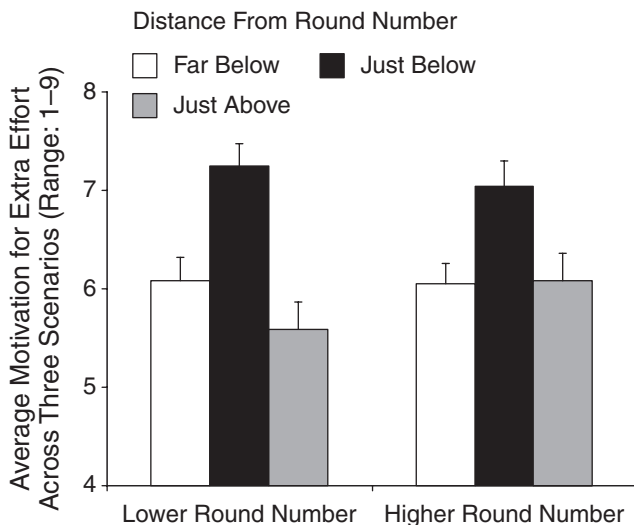 Distance From Round Number
Far Below
Just Below
Just Above
Average Motivation for Extra Effort
Across Three Scenarios (Range: 1–9)
8
7
6
5
4
Lower Round Number
Higher Round Number